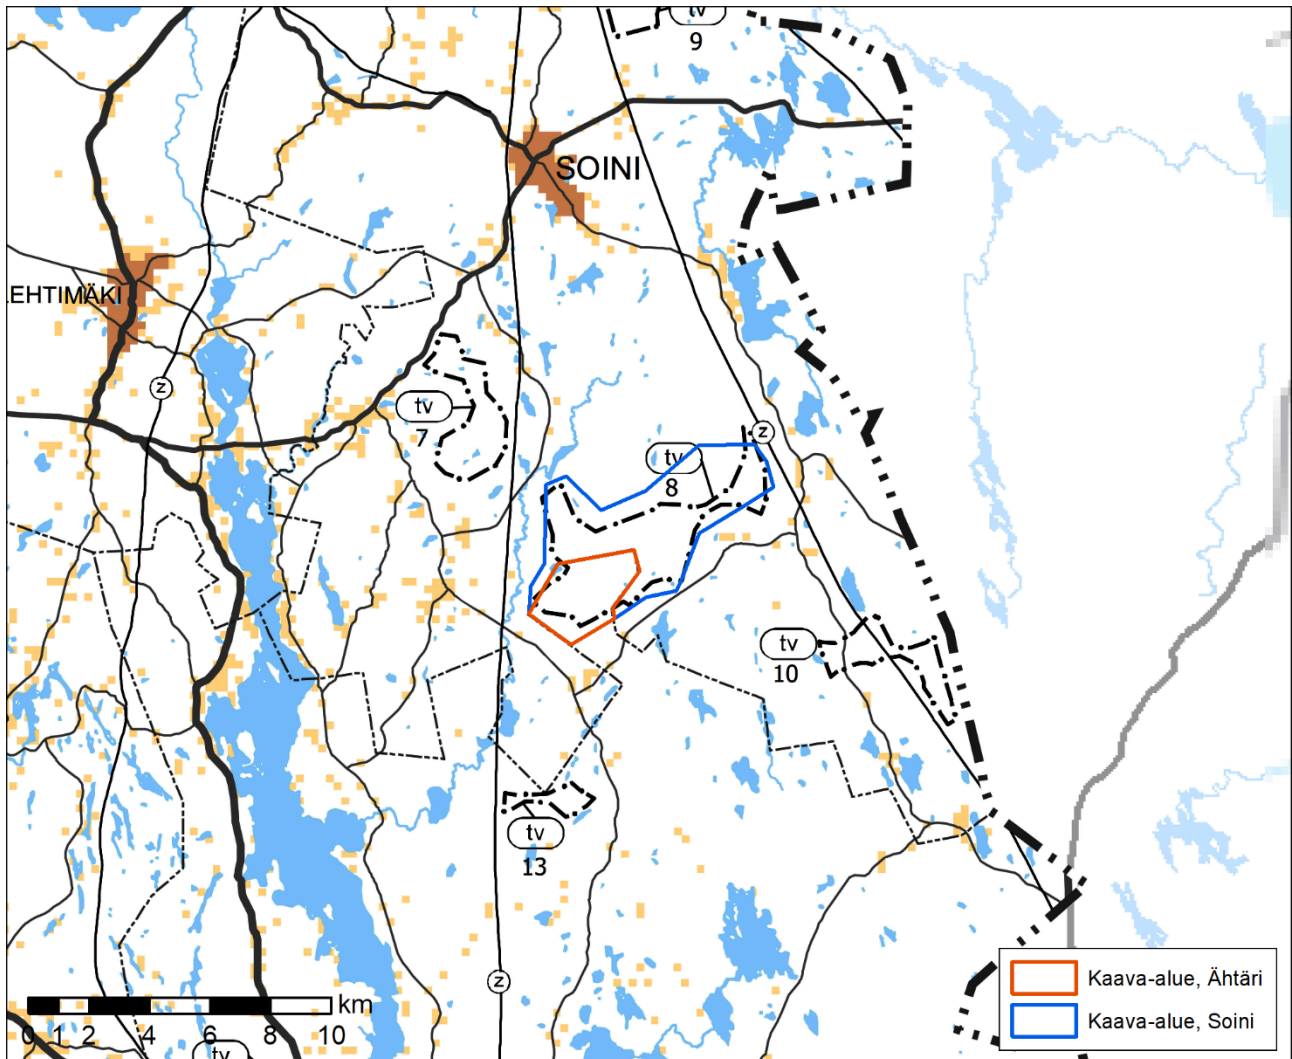 tv
9
SOINI
LEHTIMÄKI
z
tv
7
z
tv
8
tv
10
tv
13
z
km
0 1 2 4 6 8 10
tv
Kaava-alue, Ähtäri
Kaava-alue, Soini